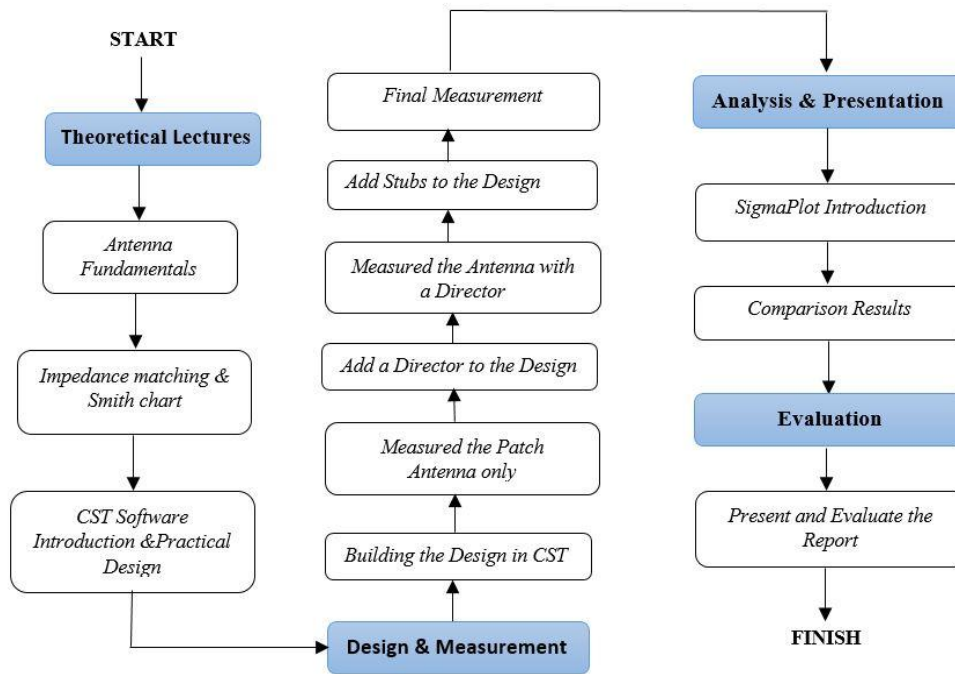 START
Theoretical Lectures
Antenna
Fundamentals
Impedance matching &
Smith chart
CST Software
Introduction &Practical
Design
Design & Measurement
Building the Design in CST
Measured the Patch
Antenna only
Add a Director to the Design
Measured the Antenna with
a Director
Add Stubs to the Design
Final Measurement
Analysis & Presentation
SigmaPlot Introduction
Comparison Results
Evaluation
Present and Evaluate the
Report
FINISH